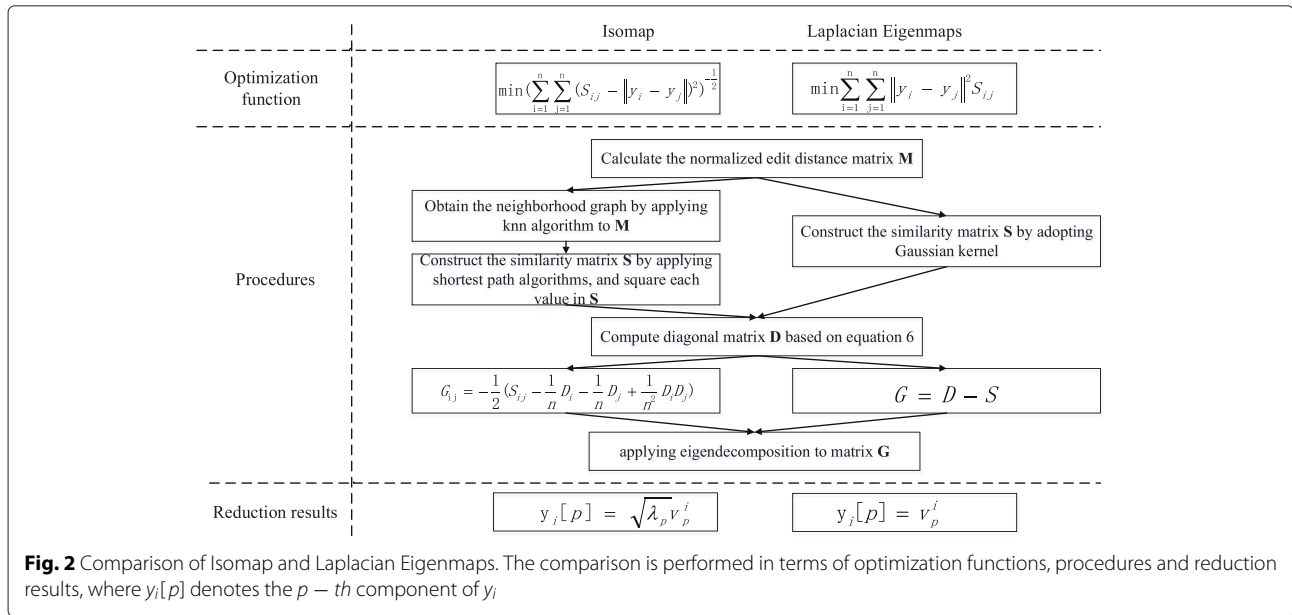 Isomap Laplacian Eigenmaps
Optimization
function
min(∑_{i=1}^{n} ∑_{j=1}^{n} (S_{ij} − ‖y_i − y_j‖)²)^{−1/2}
min ∑_{i=1}^{n} ∑_{j=1}^{n} ‖y_i − y_j‖² S_{ij}
Procedures
Calculate the normalized edit distance matrix M
Obtain the neighborhood graph by applying
knn algorithm to M
Construct the similarity matrix S by adopting
Gaussian kernel
Construct the similarity matrix S by applying
shortest path algorithms, and square each
value in S
Compute diagonal matrix D based on equation 6
G_{ij} = −1/2 (S_{ij} − 1/n D_i − 1/n D_j + 1/n² D_i D_j)
G = D − S
applying eigendecomposition to matrix G
Reduction results
y_i[p] = √λ_p v_p^i
y_i[p] = v_p^i
Fig. 2 Comparison of Isomap and Laplacian Eigenmaps. The comparison is performed in terms of optimization functions, procedures and reduction
results, where y_i[p] denotes the p − th component of y_i